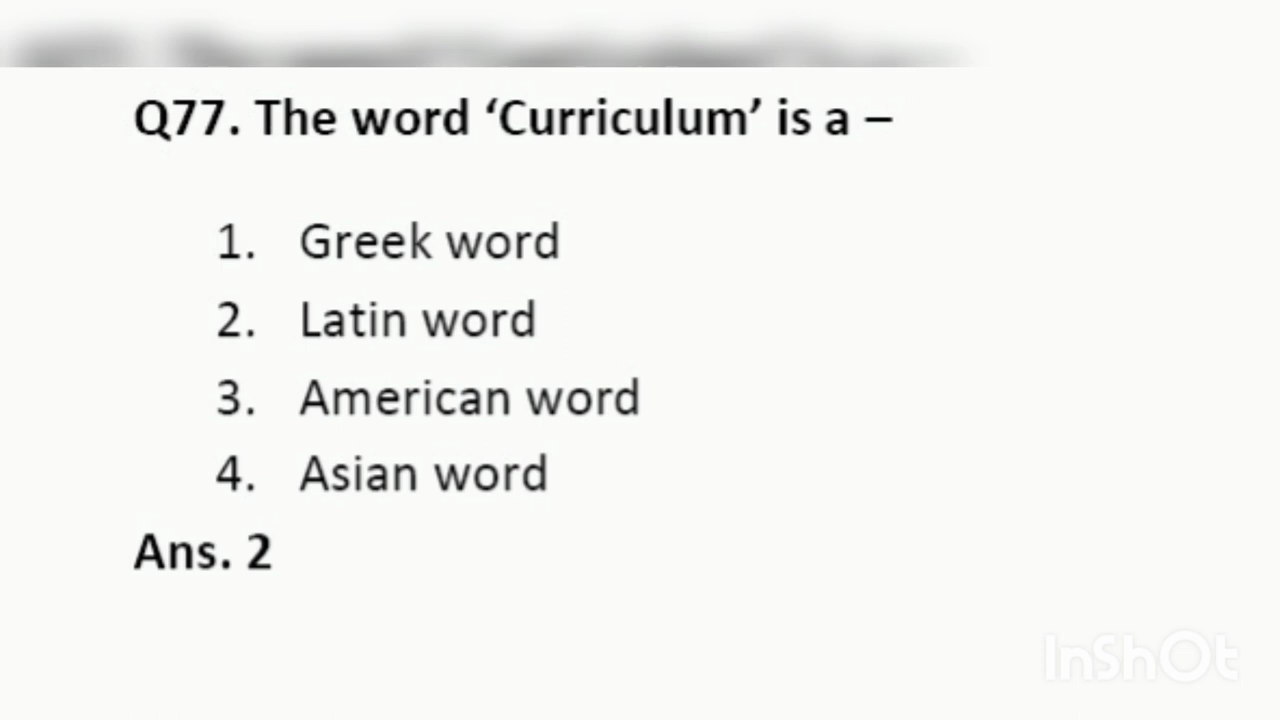 Q77. The word ‘Curriculum’ is a –
1. Greek word
2. Latin word
3. American word
4. Asian word
Ans. 2
InShOt